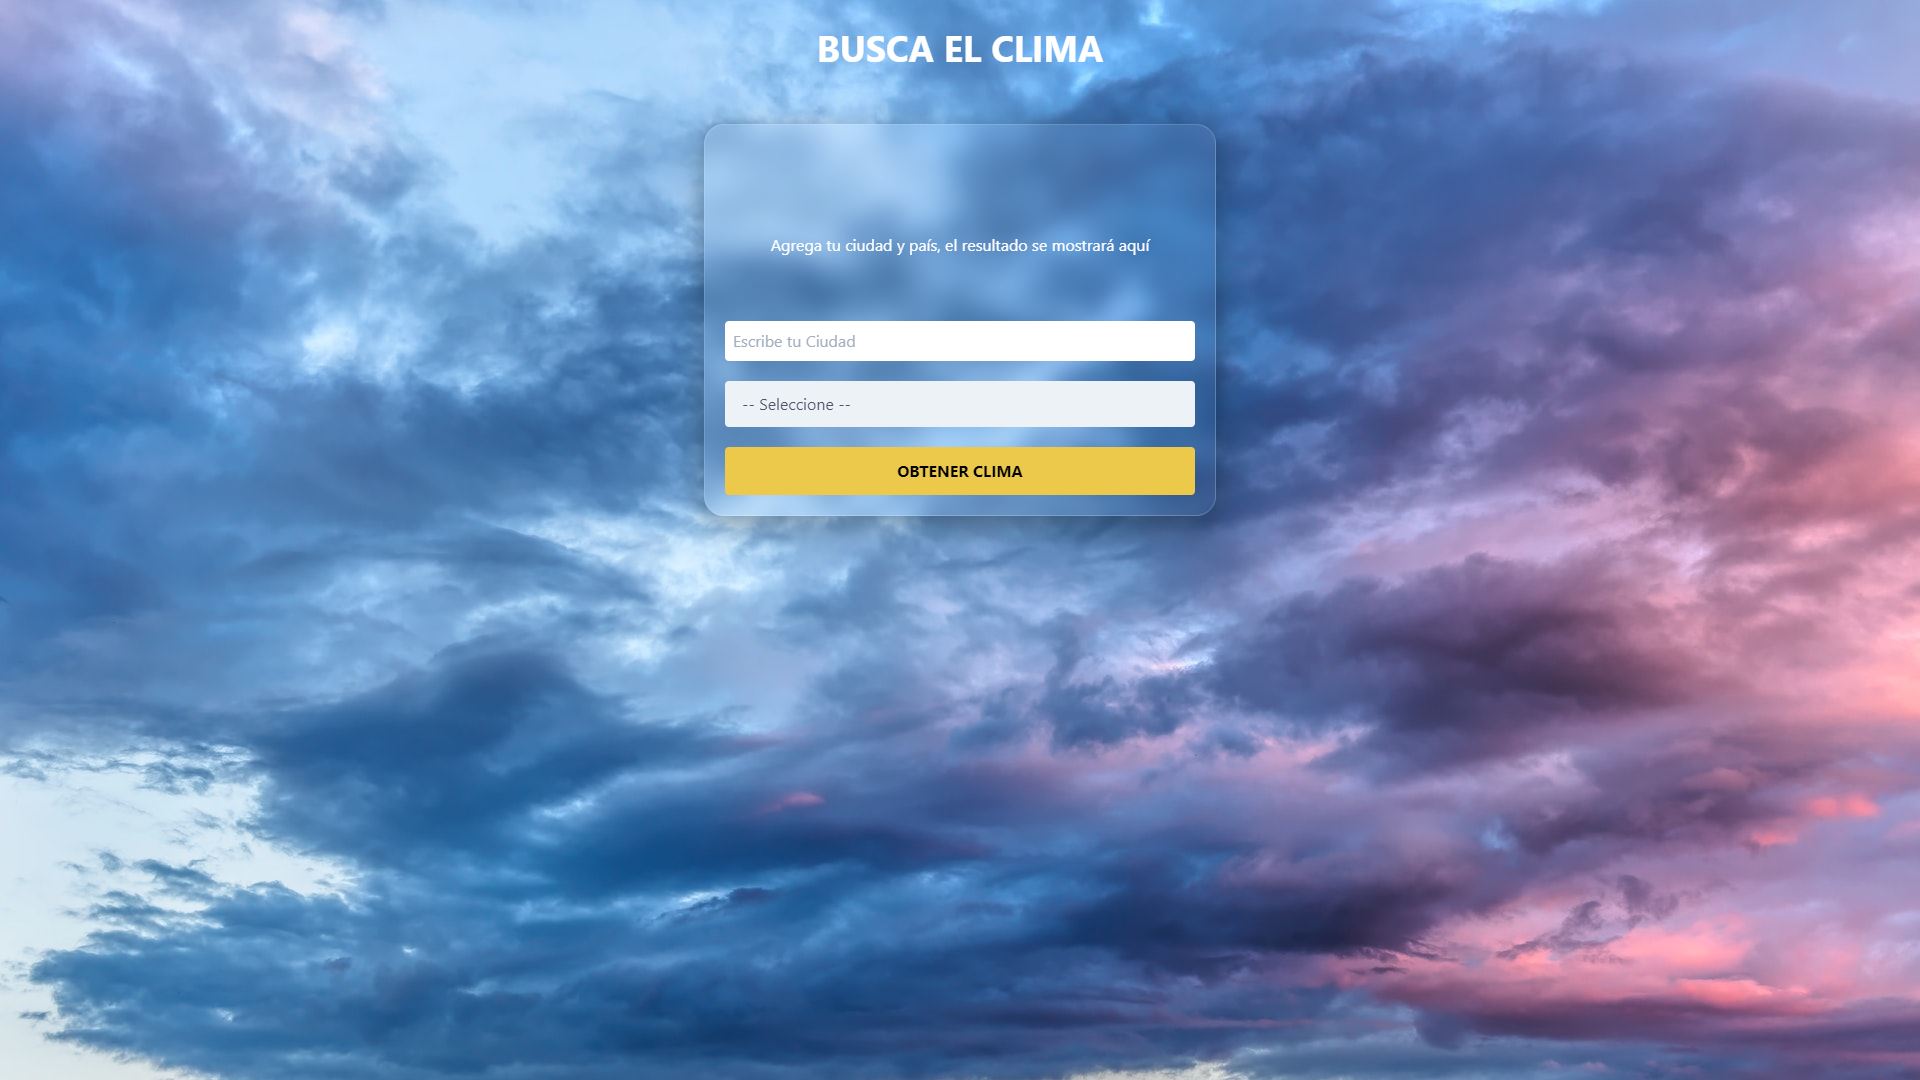 BUSCA EL CLIMA
Agrega tu ciudad y país, el resultado se mostrará aquí
Escribe tu Ciudad
-- Seleccione --
OBTENER CLIMA